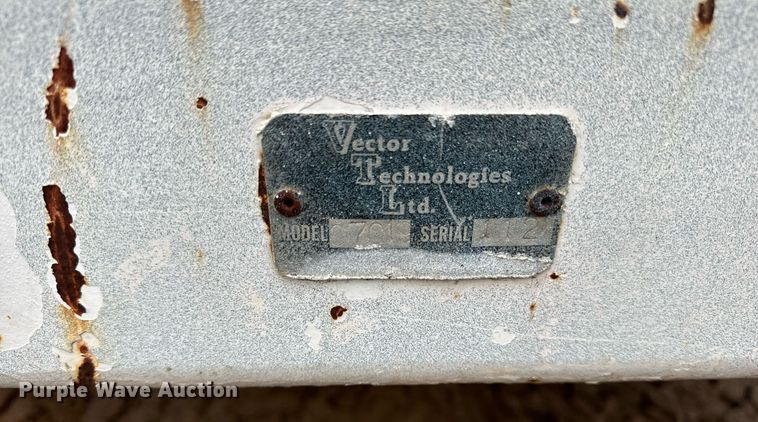 Vector
Technologies
Ltd.
MODEL SERIAL
Purple Wave Auction